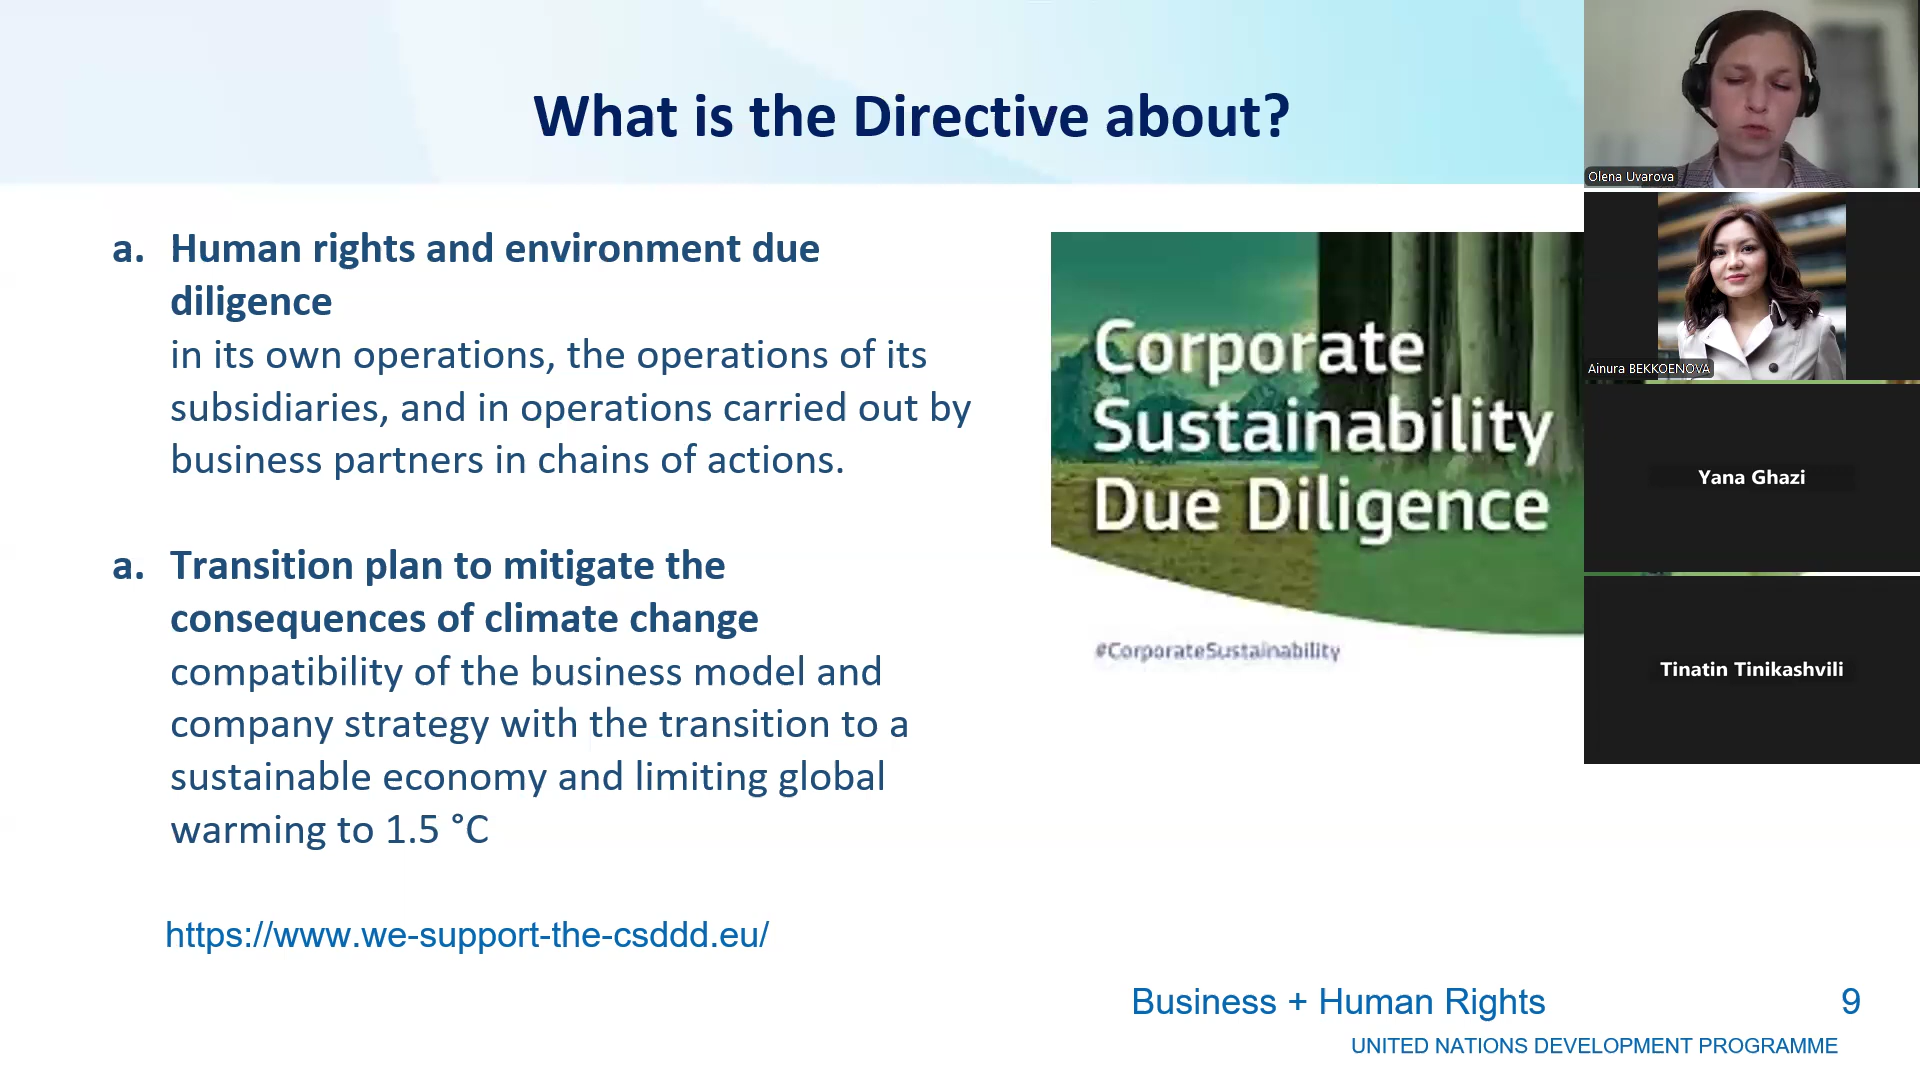 What is the Directive about?
a. Human rights and environment due
diligence
in its own operations, the operations of its
subsidiaries, and in operations carried out by
business partners in chains of actions.
a. Transition plan to mitigate the
consequences of climate change
compatibility of the business model and
company strategy with the transition to a
sustainable economy and limiting global
warming to 1.5 °C
https://www.we-support-the-csddd.eu/
Corporate
Sustainability
Due Diligence
#CorporateSustainability
Business + Human Rights
9
UNITED NATIONS DEVELOPMENT PROGRAMME
Olena Uvarova
Ainura BEKKOENOVA
Yana Ghazi
Tinatin Tinikashvili